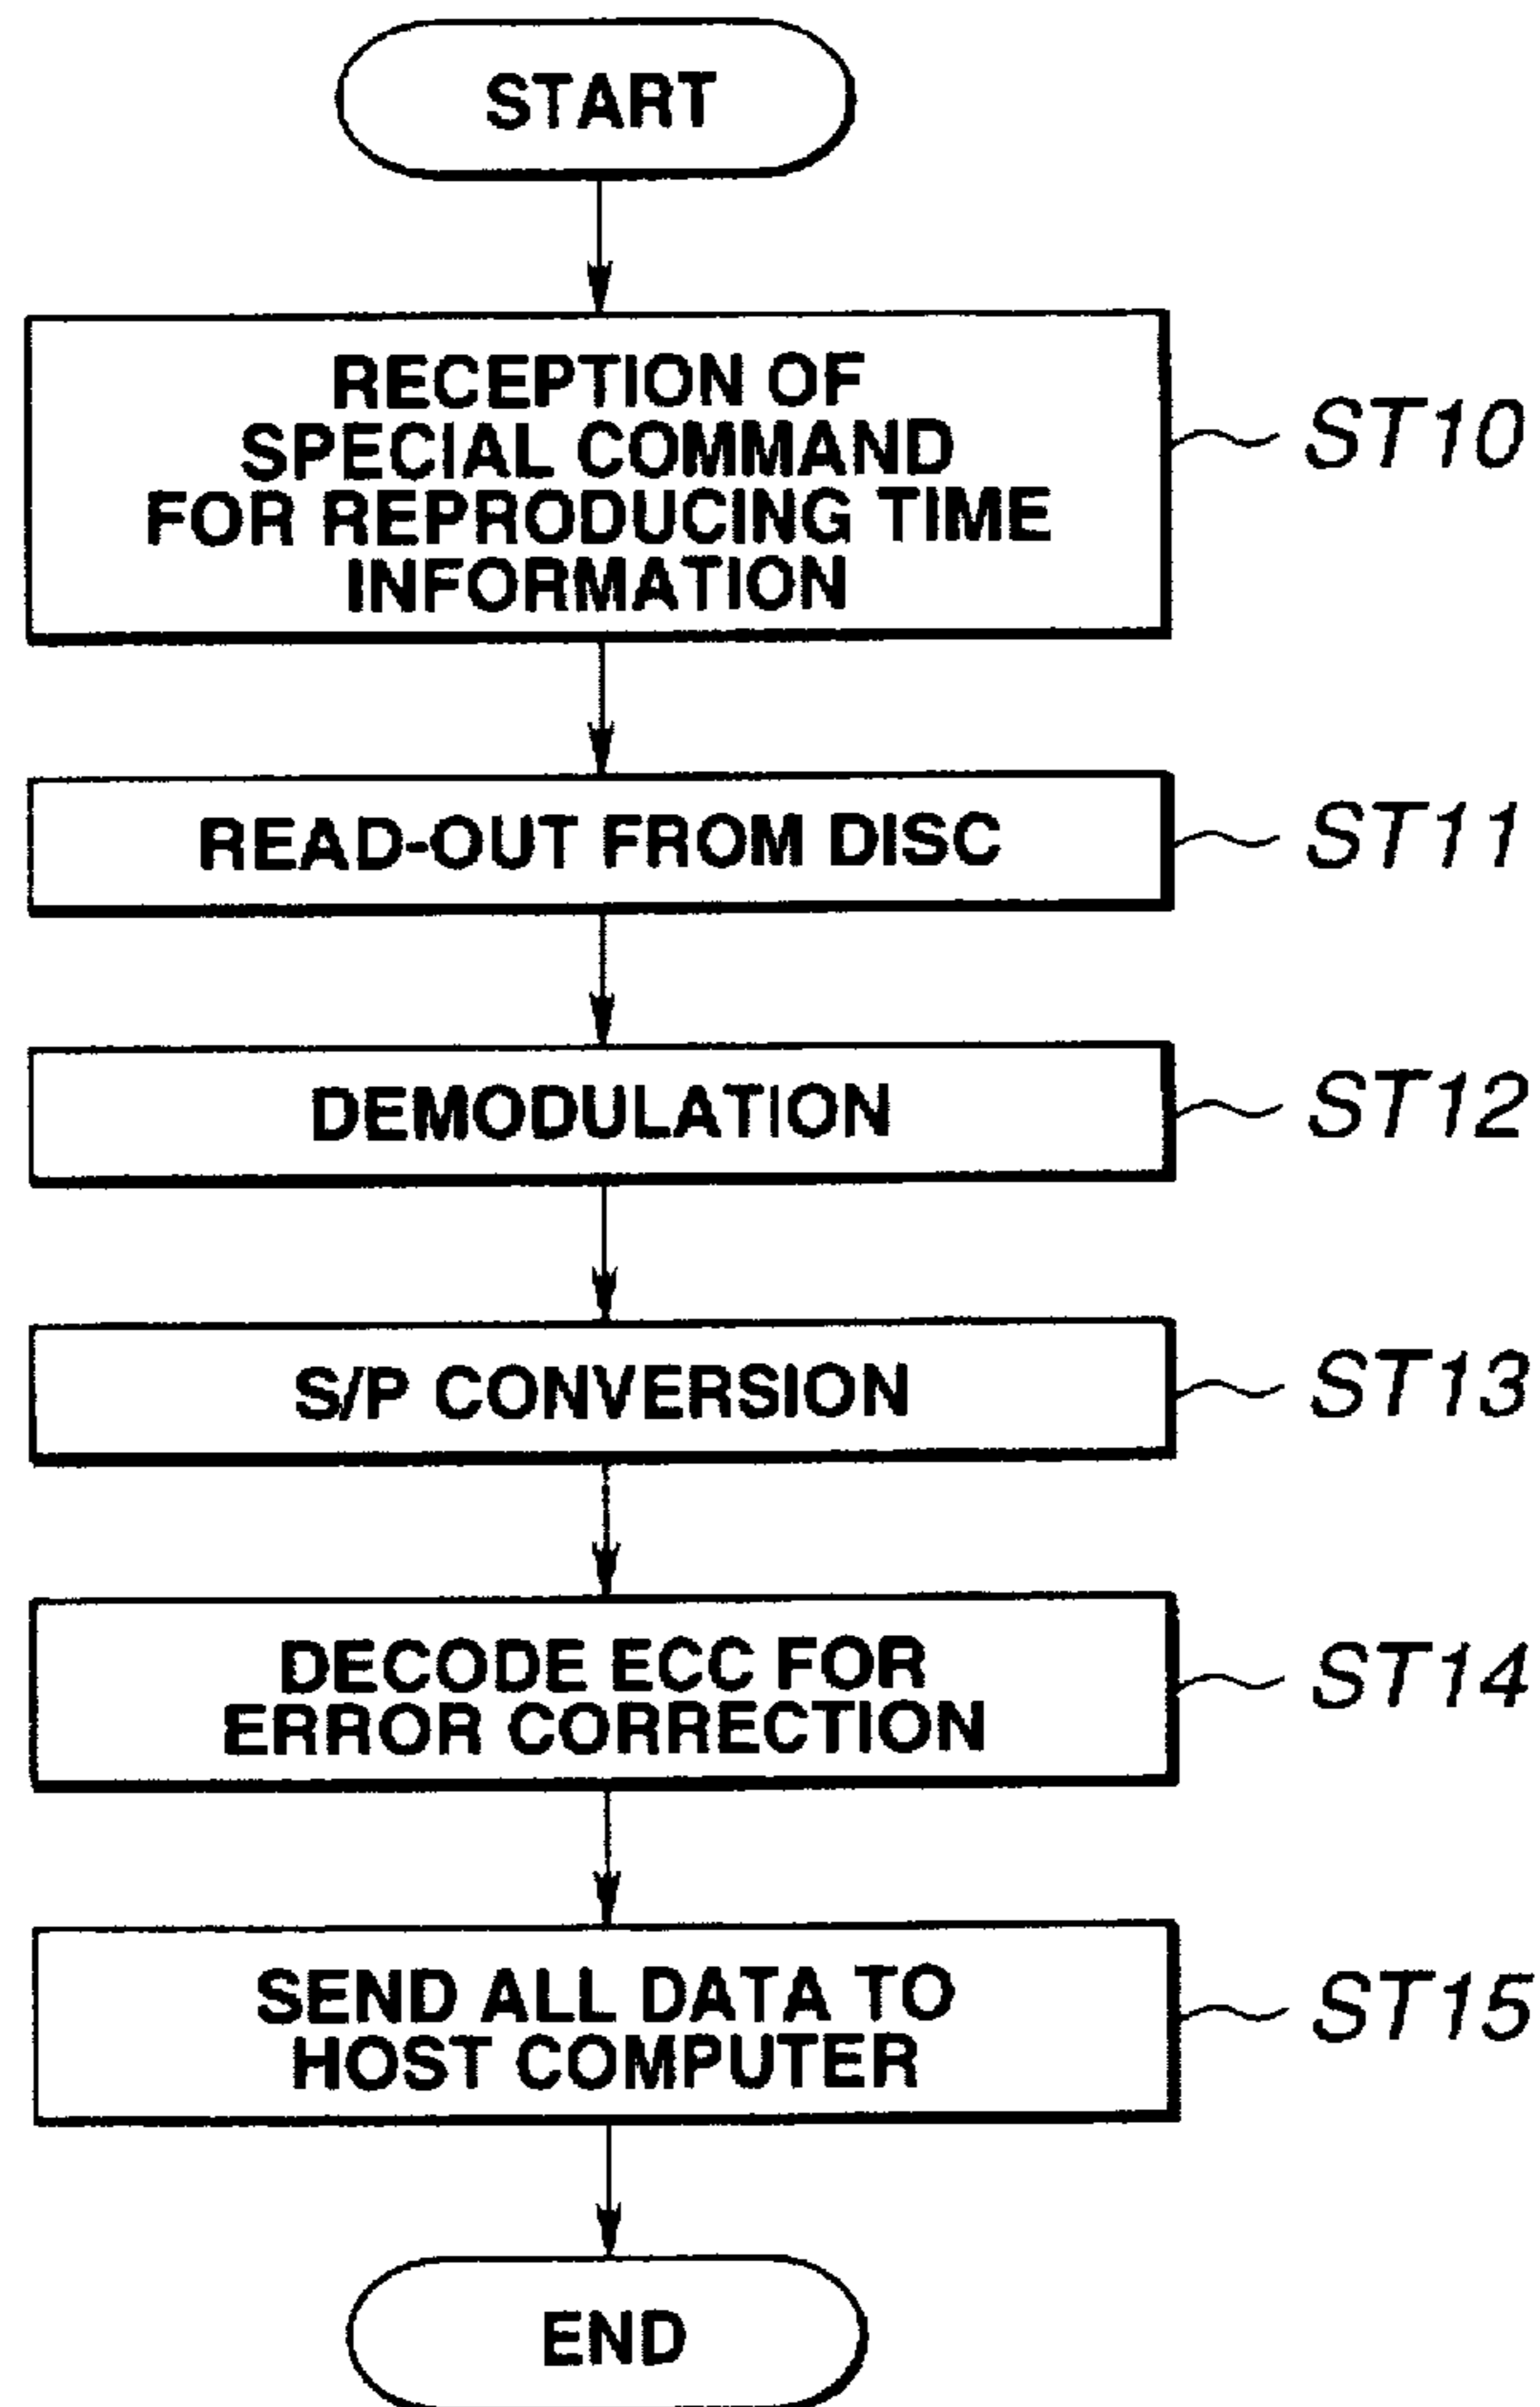 START
RECEPTION OF
SPECIAL COMMAND
FOR REPRODUCING TIME
INFORMATION
ST10
READ-OUT FROM DISC
ST11
DEMODULATION
ST12
S/P CONVERSION
ST13
DECODE ECC FOR
ERROR CORRECTION
ST14
SEND ALL DATA TO
HOST COMPUTER
ST15
END